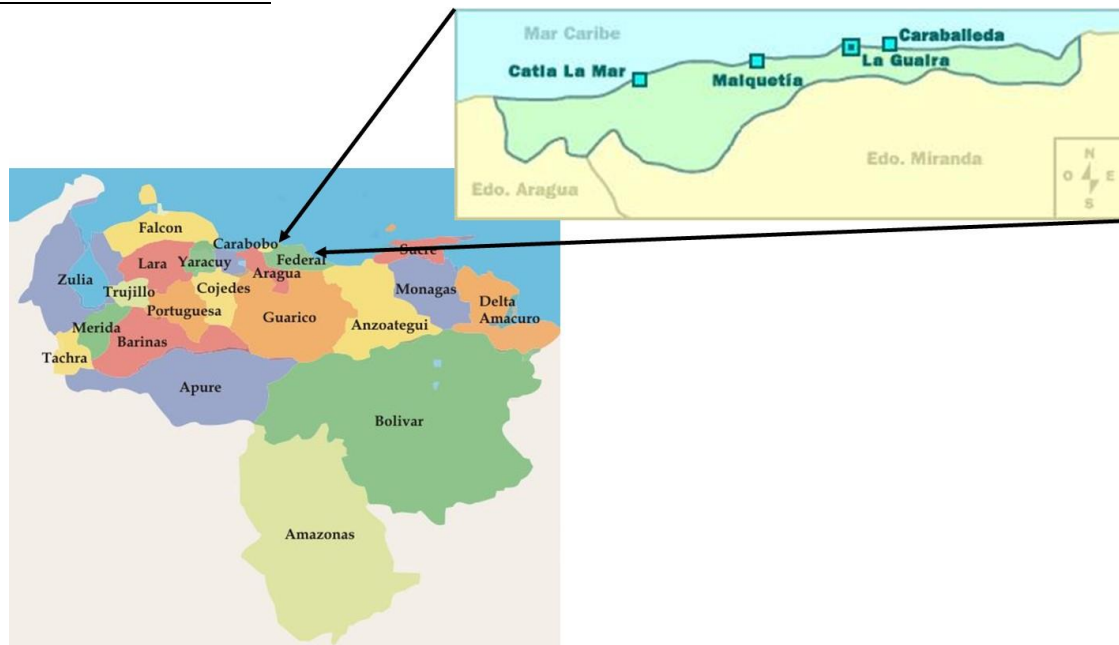 Mar Caribe
Caraballeda
La Guaira
Catia La Mar
Maiquetía
Edo. Miranda
Edo. Aragua
N
O E
S
Falcon
Carabobo
Sucre
Lara
Yaracuy
Federal
Aragua
Zulia
Trujillo
Cojedes
Monagas
Delta
Amacuro
Portuguesa
Guarico
Anzoategui
Merida
Barinas
Tachra
Apure
Bolivar
Amazonas